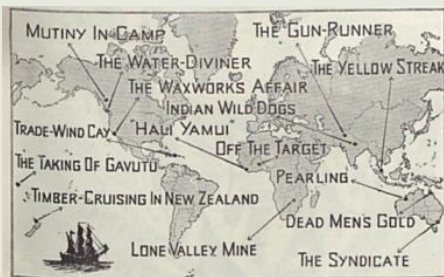 MUTINY IN CAMP
THE GUN-RUNNER
THE WATER-DIVINER
THE YELLOW STREAK
THE WAXWORKS AFFAIR
INDIAN WILD DOGS
TRADE-WIND CAY
"HALI YAMUI"
OFF THE TARGET
THE TAKING OF GAVUTU
PEARLING
TIMBER-CRUISING IN NEW ZEALAND
DEAD MEN'S GOLD
LONE VALLEY MINE
THE SYNDICATE